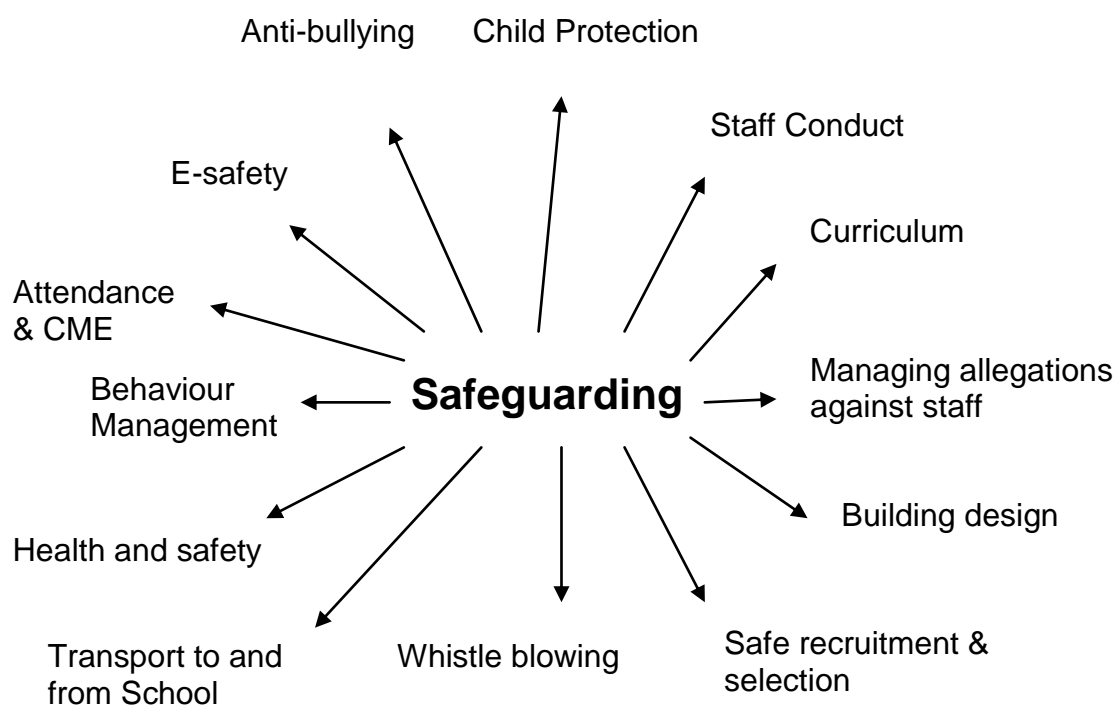 Anti-bullying
Child Protection
Staff Conduct
E-safety
Curriculum
Attendance
& CME
Behaviour
Management
Safeguarding
Managing allegations
against staff
Building design
Health and safety
Transport to and
from School
Whistle blowing
Safe recruitment &
selection